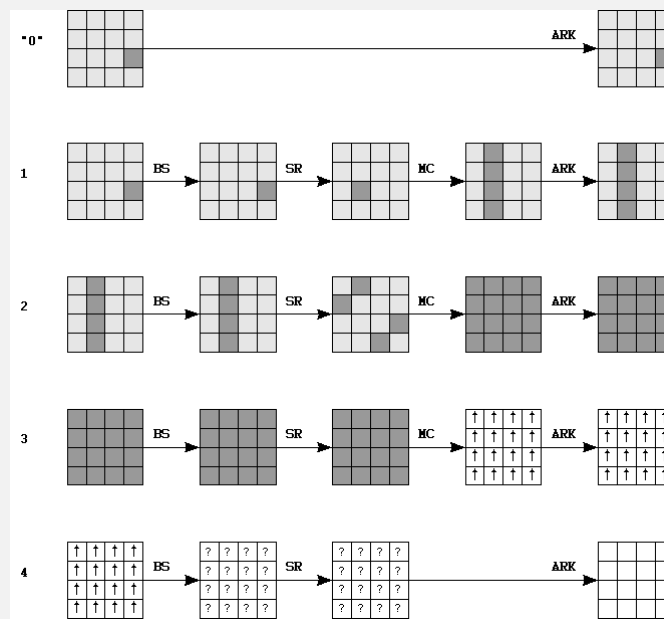 "0" ARK
1 BS SR MC ARK
2 BS SR MC ARK
3 BS SR MC ARK
↑ ↑ ↑ ↑ ↑ ↑ ↑ ↑
↑ ↑ ↑ ↑ ↑ ↑ ↑ ↑
↑ ↑ ↑ ↑ ↑ ↑ ↑ ↑
↑ ↑ ↑ ↑ ↑ ↑ ↑ ↑
4 BS SR ARK
↑ ↑ ↑ ↑ ? ? ? ? ? ? ? ?
↑ ↑ ↑ ↑ ? ? ? ? ? ? ? ?
↑ ↑ ↑ ↑ ? ? ? ? ? ? ? ?
↑ ↑ ↑ ↑ ? ? ? ? ? ? ? ?